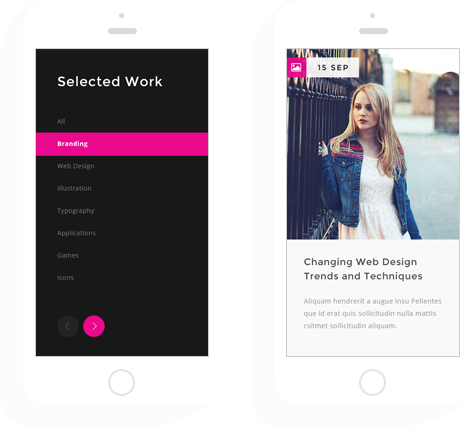 Selected Work
All
Branding
Web Design
Illustration
Typography
Applications
Games
Icons
15 SEP
Changing Web Design
Trends and Techniques
Aliquam hendrerit a augue insu Pellentes
que id erat quis sollicitudin nulla mattis
rsitmet sollicitudin aliquam.